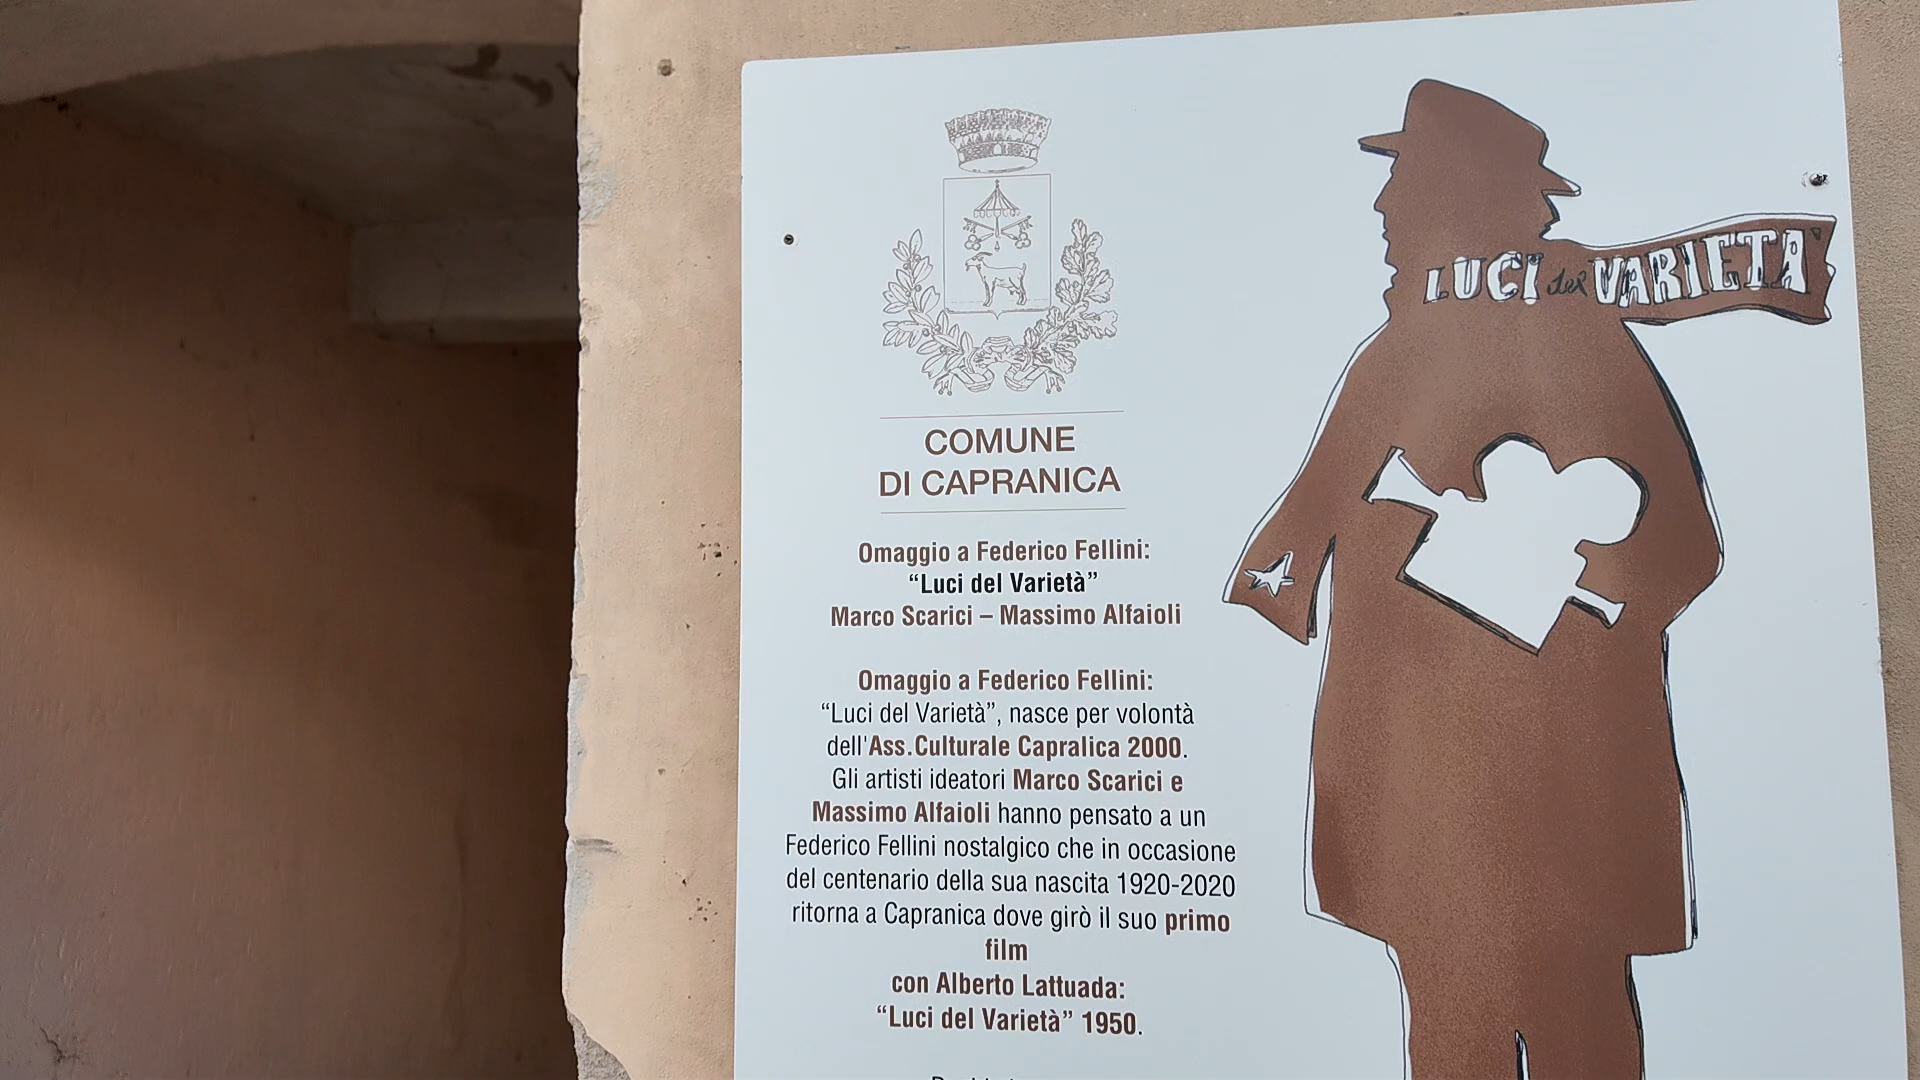 COMUNE
DI CAPRANICA
Omaggio a Federico Fellini:
“Luci del Varietà”
Marco Scarici – Massimo Alfaioli
Omaggio a Federico Fellini:
“Luci del Varietà”, nasce per volontà
dell'Ass.Culturale Capralica 2000.
Gli artisti ideatori Marco Scarici e
Massimo Alfaioli hanno pensato a un
Federico Fellini nostalgico che in occasione
del centenario della sua nascita 1920-2020
ritorna a Capranica dove girò il suo primo
film
con Alberto Lattuada:
“Luci del Varietà” 1950.
LUCI del VARIETA'